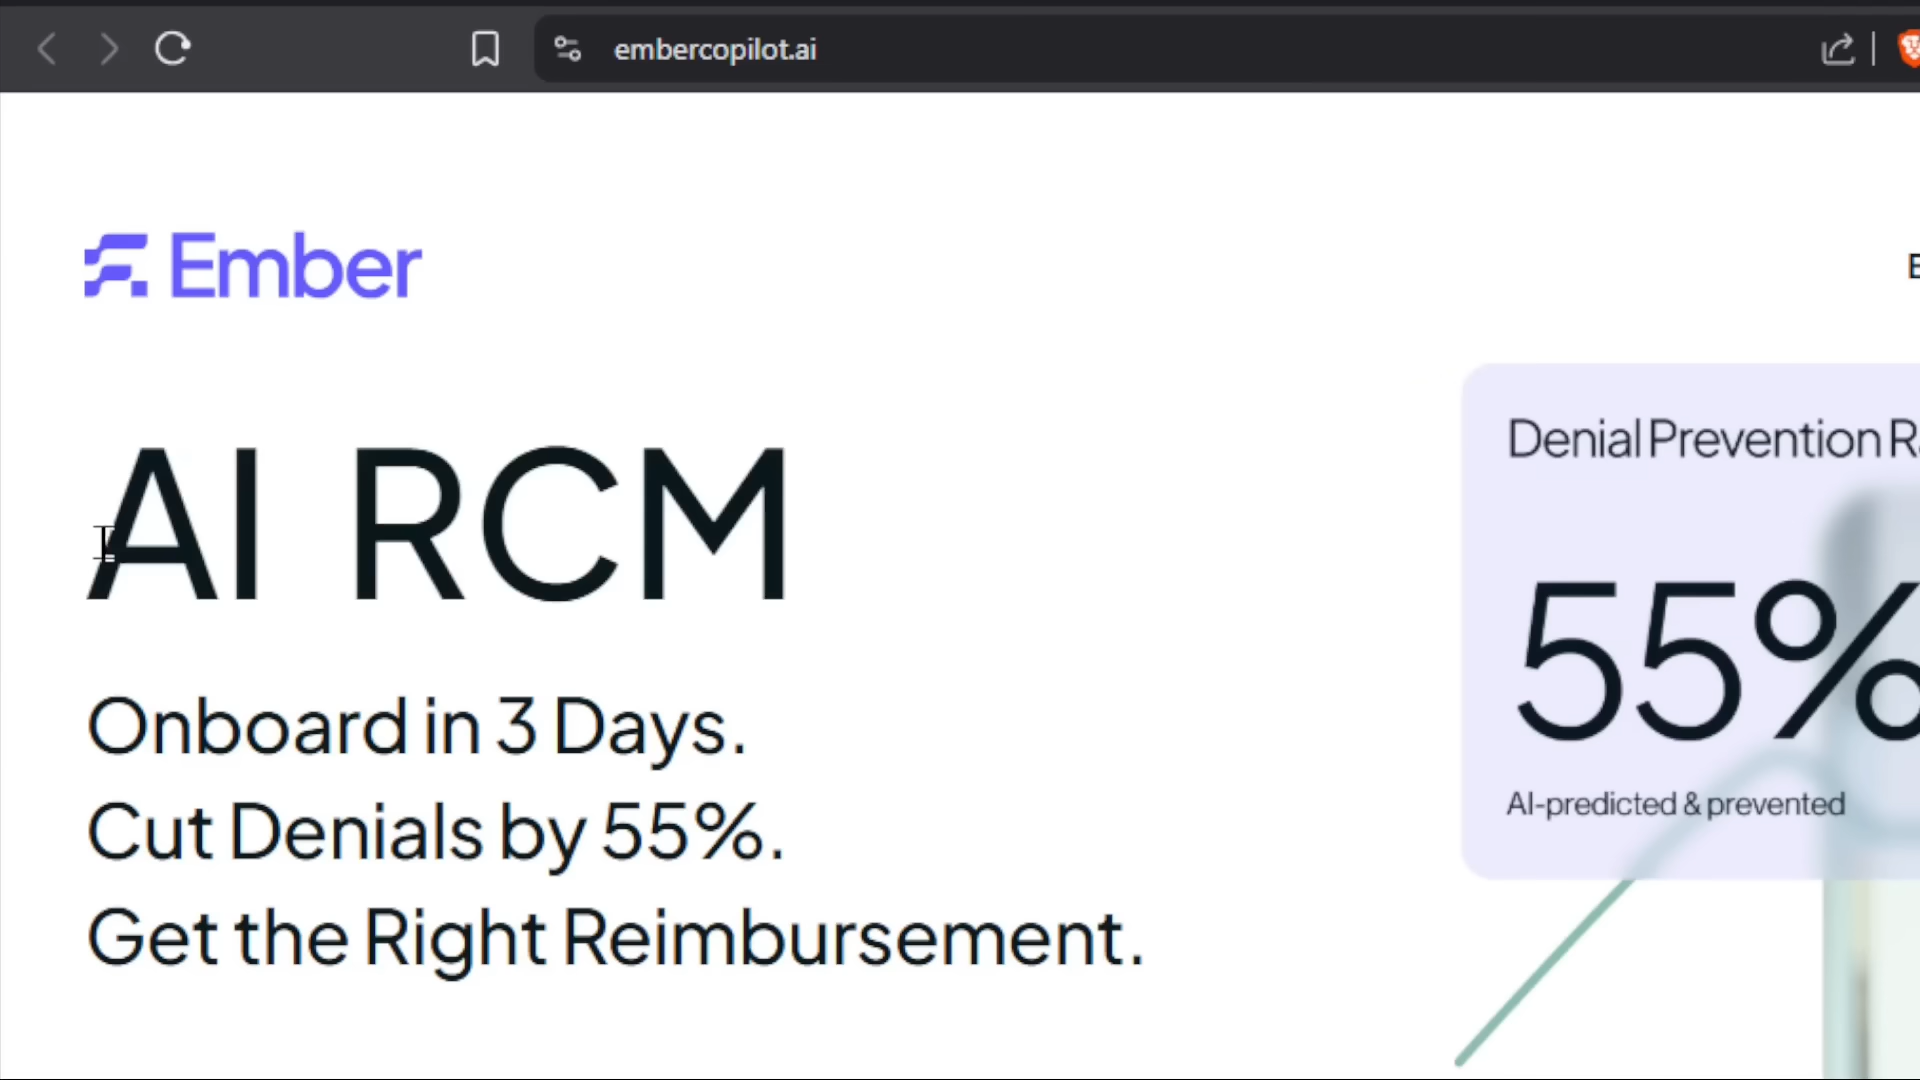 embercopilot.ai
Ember
AI RCM
Onboard in 3 Days.
Cut Denials by 55%.
Get the Right Reimbursement.
Denial Prevention
55%
AI-predicted & prevented